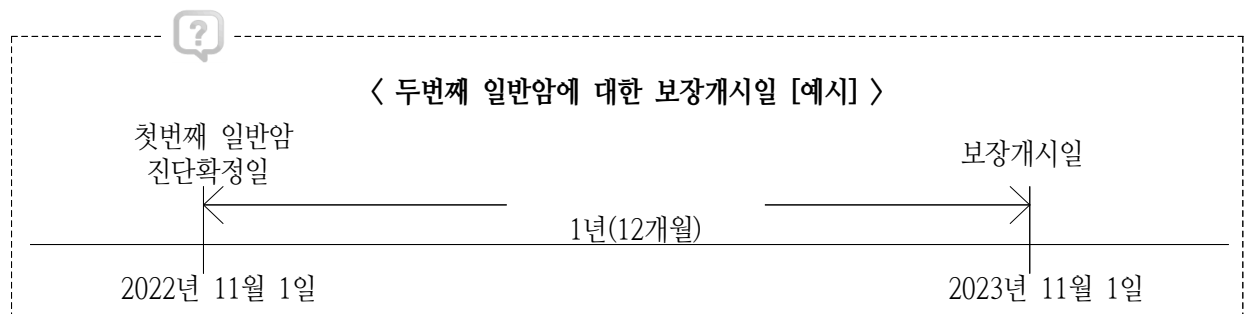 ?
〈 두번째 일반암에 대한 보장개시일 [예시] 〉
첫번째 일반암
진단확정일
보장개시일
1년(12개월)
2022년 11월 1일
2023년 11월 1일